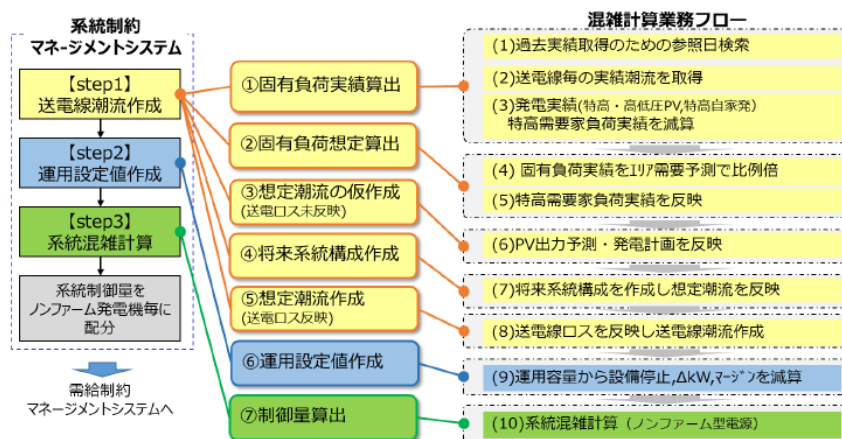 系統制約
マネージメントシステム
【step1】
送電線潮流作成
【step2】
運用設定値作成
【step3】
系統混雑計算
系統制御量を
ノンファーム発電機毎に
配分
需給制約
マネージメントシステムへ
①固有負荷実績算出
②固有負荷想定算出
③想定潮流の仮作成
(送電ロス未反映)
④将来系統構成作成
⑤想定潮流作成
(送電ロス反映)
⑥運用設定値作成
⑦制御量算出
混雑計算業務フロー
(1)過去実績取得のための参照日検索
(2)送電線毎の実績潮流を取得
(3)発電実績(特高・高低圧PV,特高自家発)
特高需要家負荷実績を減算
(4) 固有負荷実績をｴﾘｱ需要予測で比例倍
(5)特高需要家負荷実績を反映
(6)PV出力予測・発電計画を反映
(7)将来系統構成を作成し想定潮流を反映
(8)送電線ロスを反映し送電線潮流作成
(9)運用容量から設備停止,ΔkW,ﾏｰｼﾞﾝを減算
(10)系統混雑計算（ノンファーム型電源）